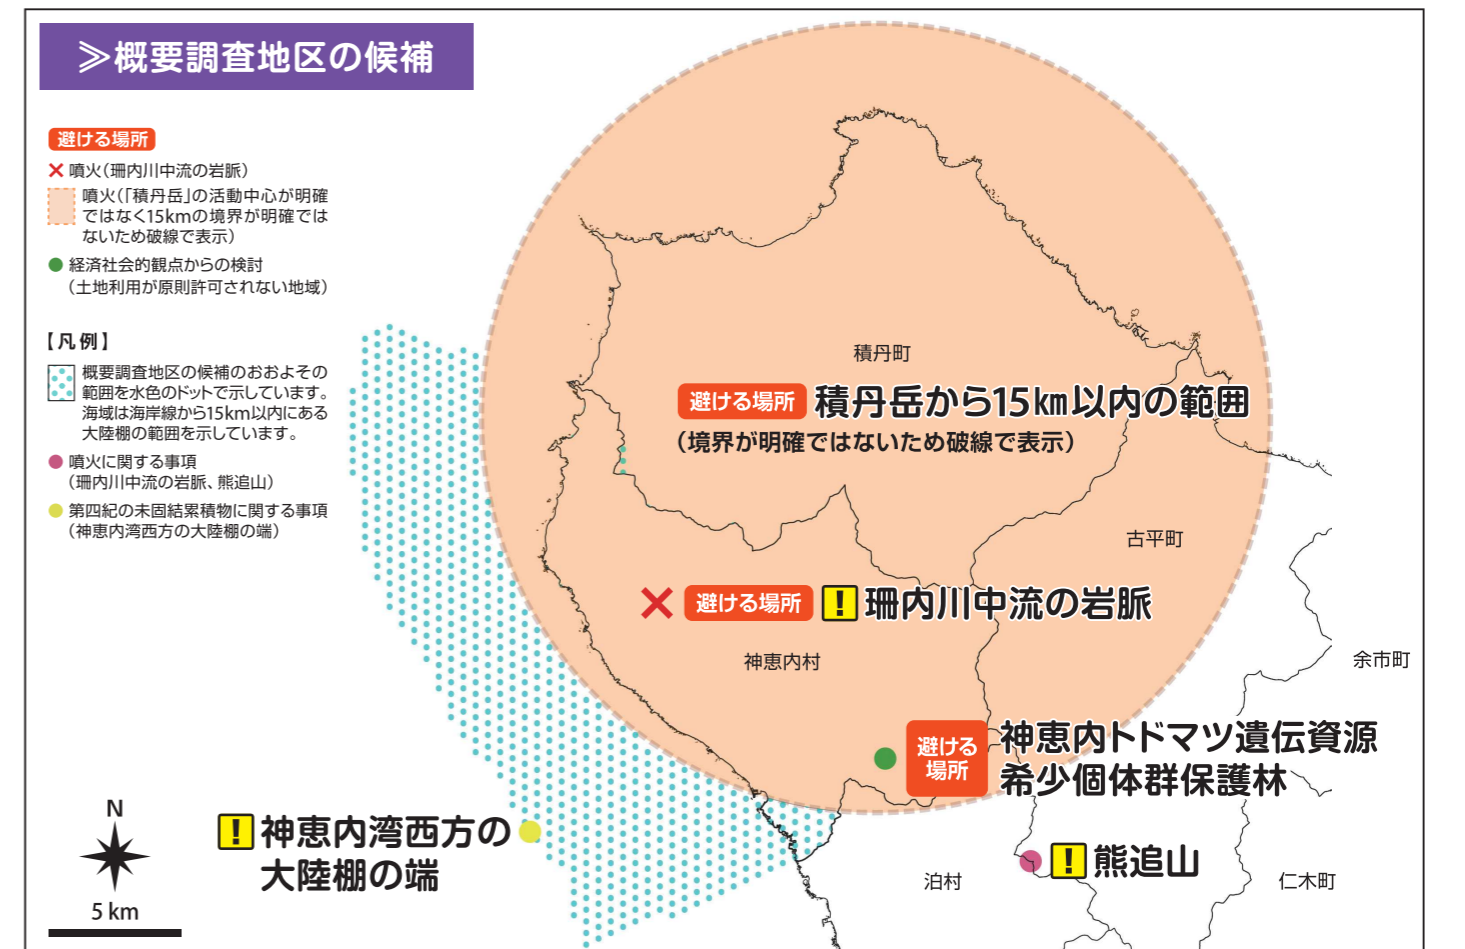 ≫概要調査地区の候補
避ける場所
✕ 噴火(珊内川中流の岩脈)
噴火(「積丹岳」の活動中心が明確
ではなく15kmの境界が明確では
ないため破線で表示)
経済社会的観点からの検討
(土地利用が原則許可されない地域)
【凡例】
概要調査地区の候補のおおよその
範囲を水色のドットで示しています。
海域は海岸線から15km以内にある
大陸棚の範囲を示しています。
噴火に関する事項
(珊内川中流の岩脈、熊追山)
第四紀の未固結累積物に関する事項
(神恵内湾西方の大陸棚の端)
積丹町
避ける場所 積丹岳から15㎞以内の範囲
(境界が明確ではないため破線で表示)
古平町
✕ 避ける場所 ! 珊内川中流の岩脈
神恵内村
余市町
避ける
場所
神恵内トドマツ遺伝資源
希少個体群保護林
! 神恵内湾西方の
大陸棚の端
! 熊追山
泊村
仁木町
N
5 km